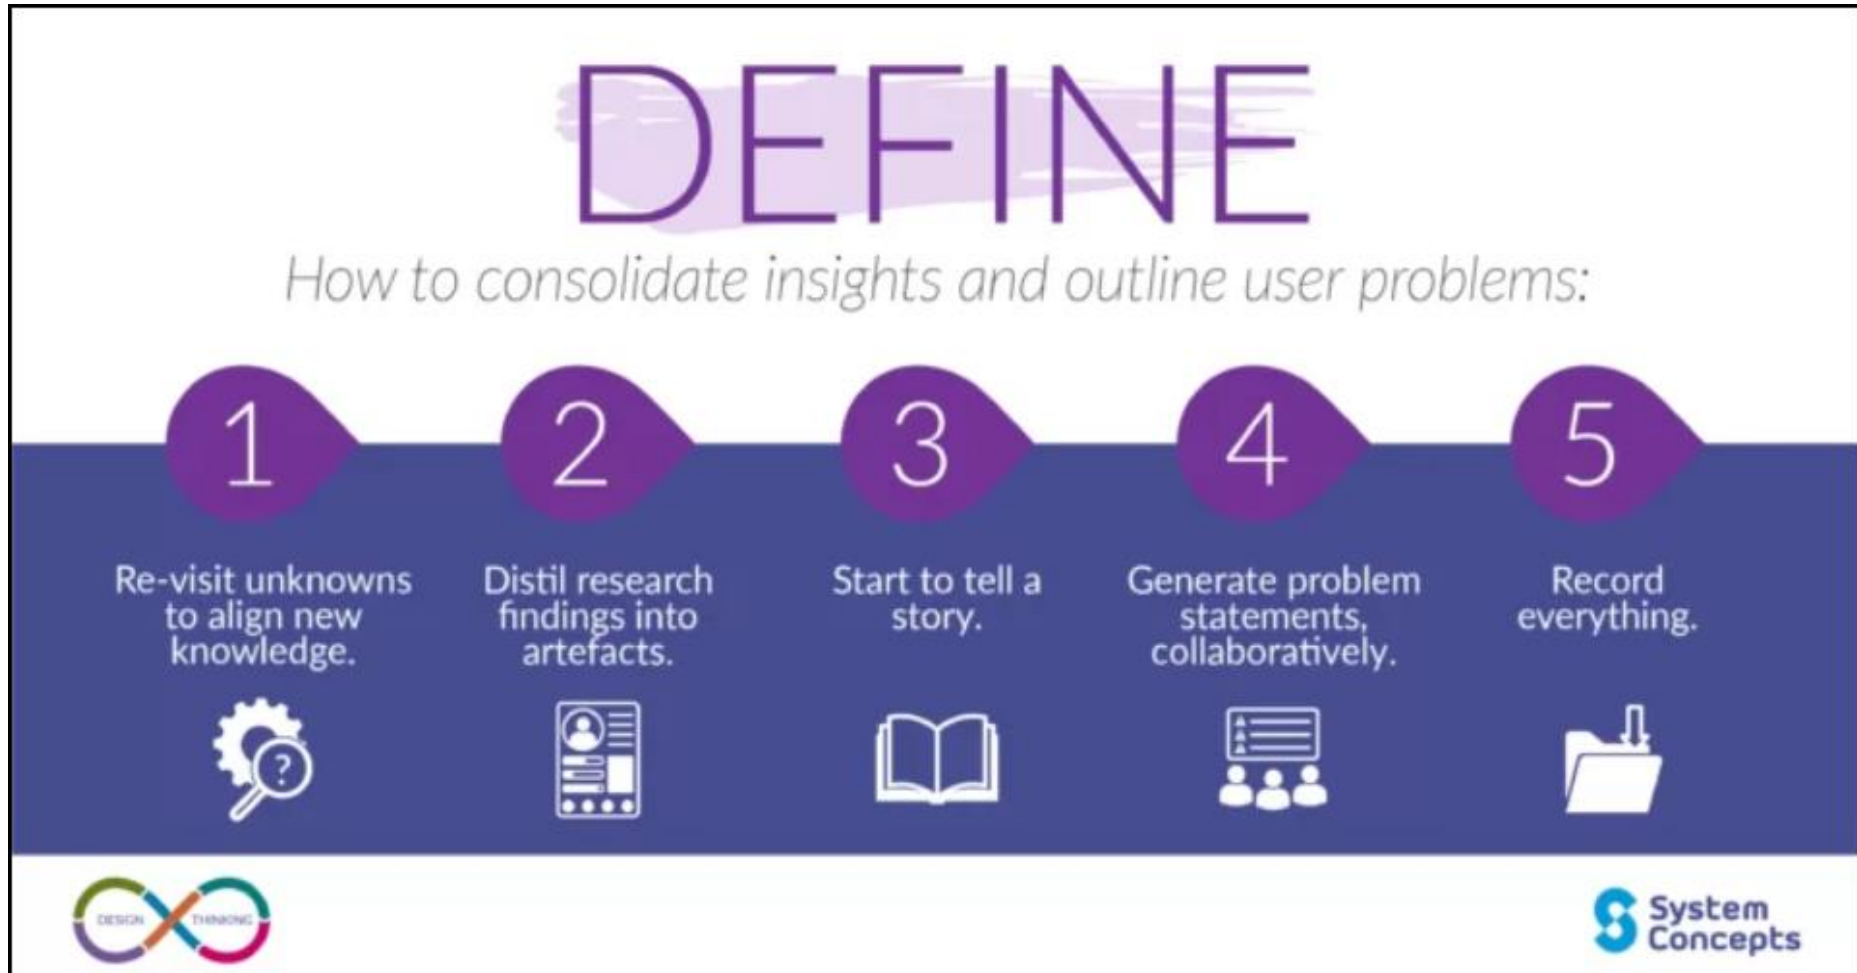 DEFINE
How to consolidate insights and outline user problems:
1
Re-visit unknowns
to align new
knowledge.
2
Distil research
findings into
artefacts.
3
Start to tell a
story.
4
Generate problem
statements,
collaboratively.
5
Record
everything.
?
DESIGN THINKING
System
Concepts